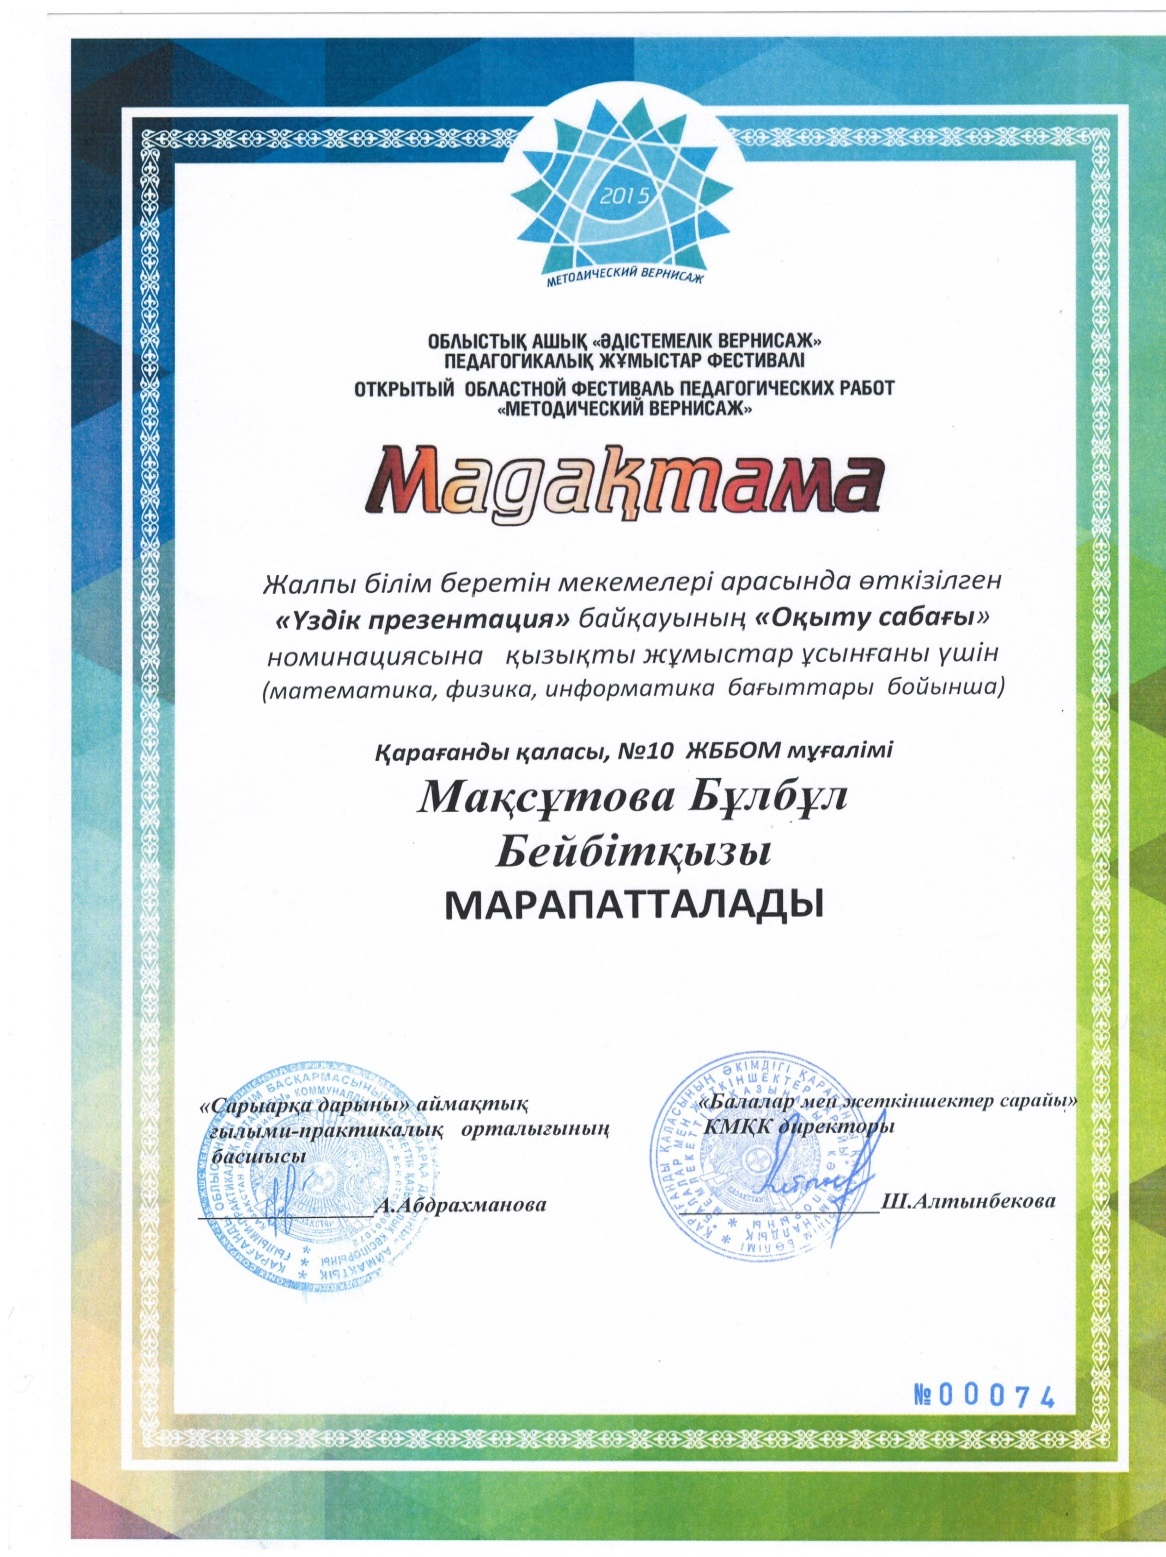 2015
МЕТОДИЧЕСКИЙ ВЕРНИСАЖ
ОБЛЫСТЫҚ АШЫҚ «ӘДІСТЕМЕЛІК ВЕРНИСАЖ»
ПЕДАГОГИКАЛЫҚ ЖҰМЫСТАР ФЕСТИВАЛІ
ОТКРЫТЫЙ ОБЛАСТНОЙ ФЕСТИВАЛЬ ПЕДАГОГИЧЕСКИХ РАБОТ
«МЕТОДИЧЕСКИЙ ВЕРНИСАЖ»
Мадақтама
Жалпы білім беретін мекемелері арасында өткізілген
«Үздік презентация» байқауының «Оқыту сабағы»
номинациясына қызықты жұмыстар ұсынғаны үшін
(математика, физика, информатика бағыттары бойынша)
Қарағанды қаласы, №10 ЖББОМ мұғалімі
Мақсұтова Бұлбұл
Бейбітқызы
МАРАПАТТАЛАДЫ
«Сарыарқа дарыны» аймақтық
ғылыми-практикалық орталығының
басшысы
А.Абдрахманова
«Балалар мен жеткіншектер сарайы»
КМҚК директоры
Ш.Алтынбекова
№00074